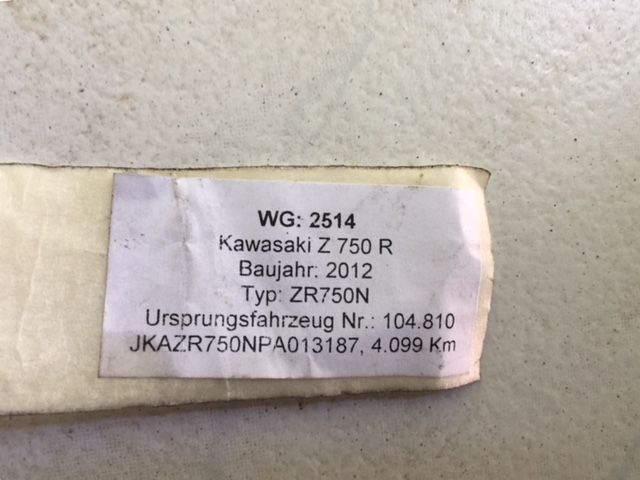 WG: 2514
Kawasaki Z 750 R
Baujahr: 2012
Typ: ZR750N
Ursprungsfahrzeug Nr.: 104.810
JKAZR750NPA013187, 4.099 Km